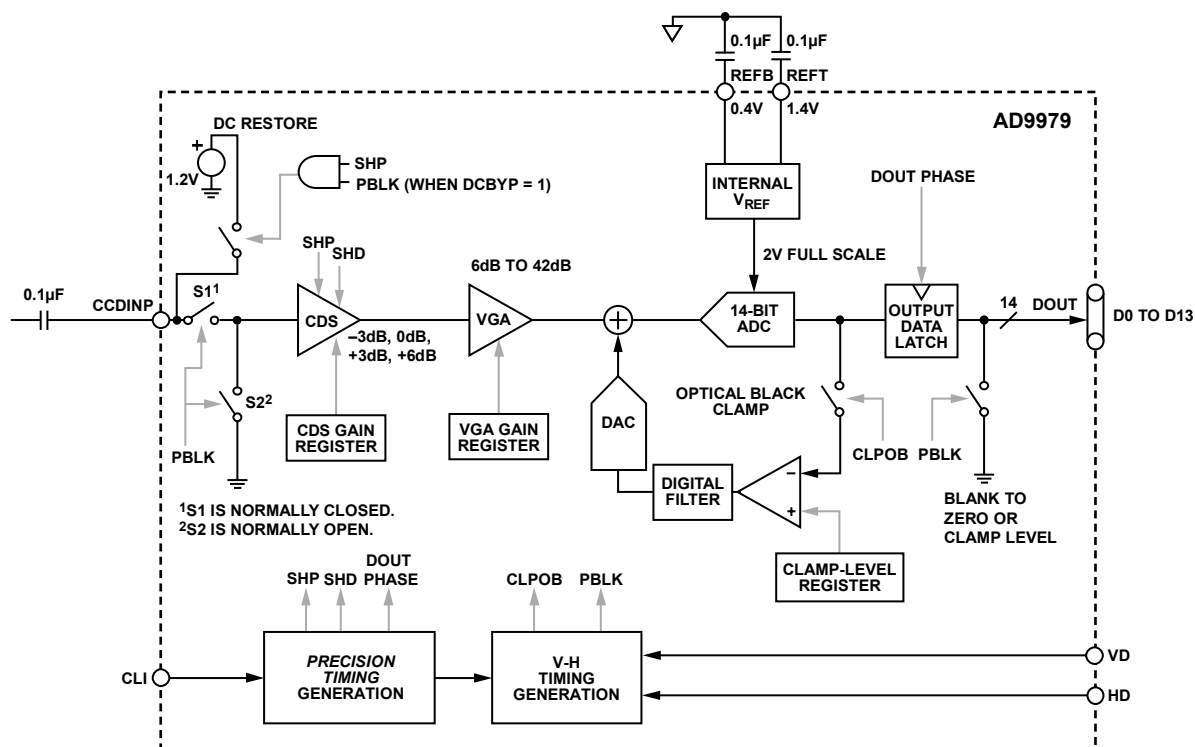 0.1µF
0.1µF
REFB
REFT
0.4V
1.4V
AD9979
DC RESTORE
+
1.2V
SHP
PBLK (WHEN DCBYP = 1)
INTERNAL
VREF
DOUT PHASE
SHP
SHD
6dB TO 42dB
2V FULL SCALE
0.1µF
CCDINP
S1¹
CDS
–3dB, 0dB,
+3dB, +6dB
VGA
+
14-BIT
ADC
OUTPUT
DATA
LATCH
14
DOUT
D0 TO D13
S2²
PBLK
CDS GAIN
REGISTER
VGA GAIN
REGISTER
DAC
OPTICAL BLACK
CLAMP
CLPOB
PBLK
DIGITAL
FILTER
–
+
BLANK TO
ZERO OR
CLAMP LEVEL
¹S1 IS NORMALLY CLOSED.
²S2 IS NORMALLY OPEN.
CLAMP-LEVEL
REGISTER
SHP
SHD
DOUT
PHASE
CLPOB
PBLK
CLI
PRECISION
TIMING
GENERATION
V-H
TIMING
GENERATION
VD
HD